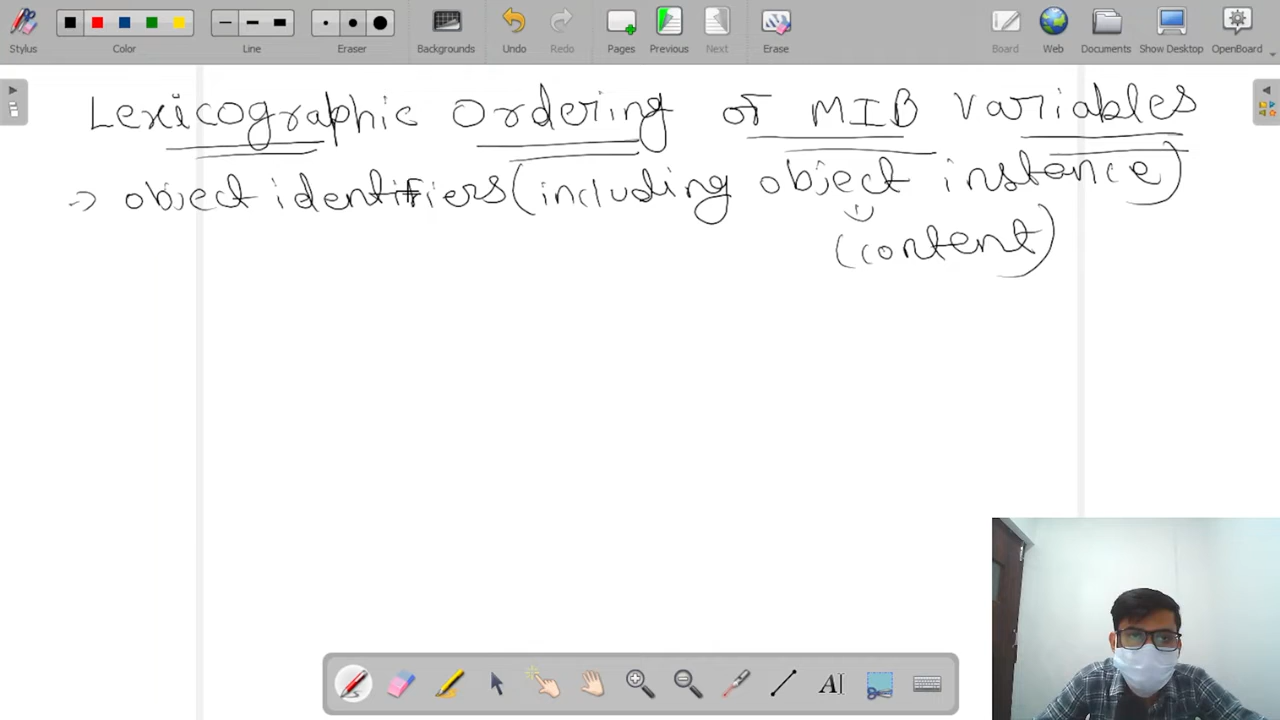 Stylus
Color
Line
Eraser
Backgrounds
Undo
Redo
Pages
Previous
Next
Erase
Board
Web
Documents
Show Desktop
OpenBoard
Lexicographic Ordering of MIB Variables
→ object identifiers (including object instance)
(content)